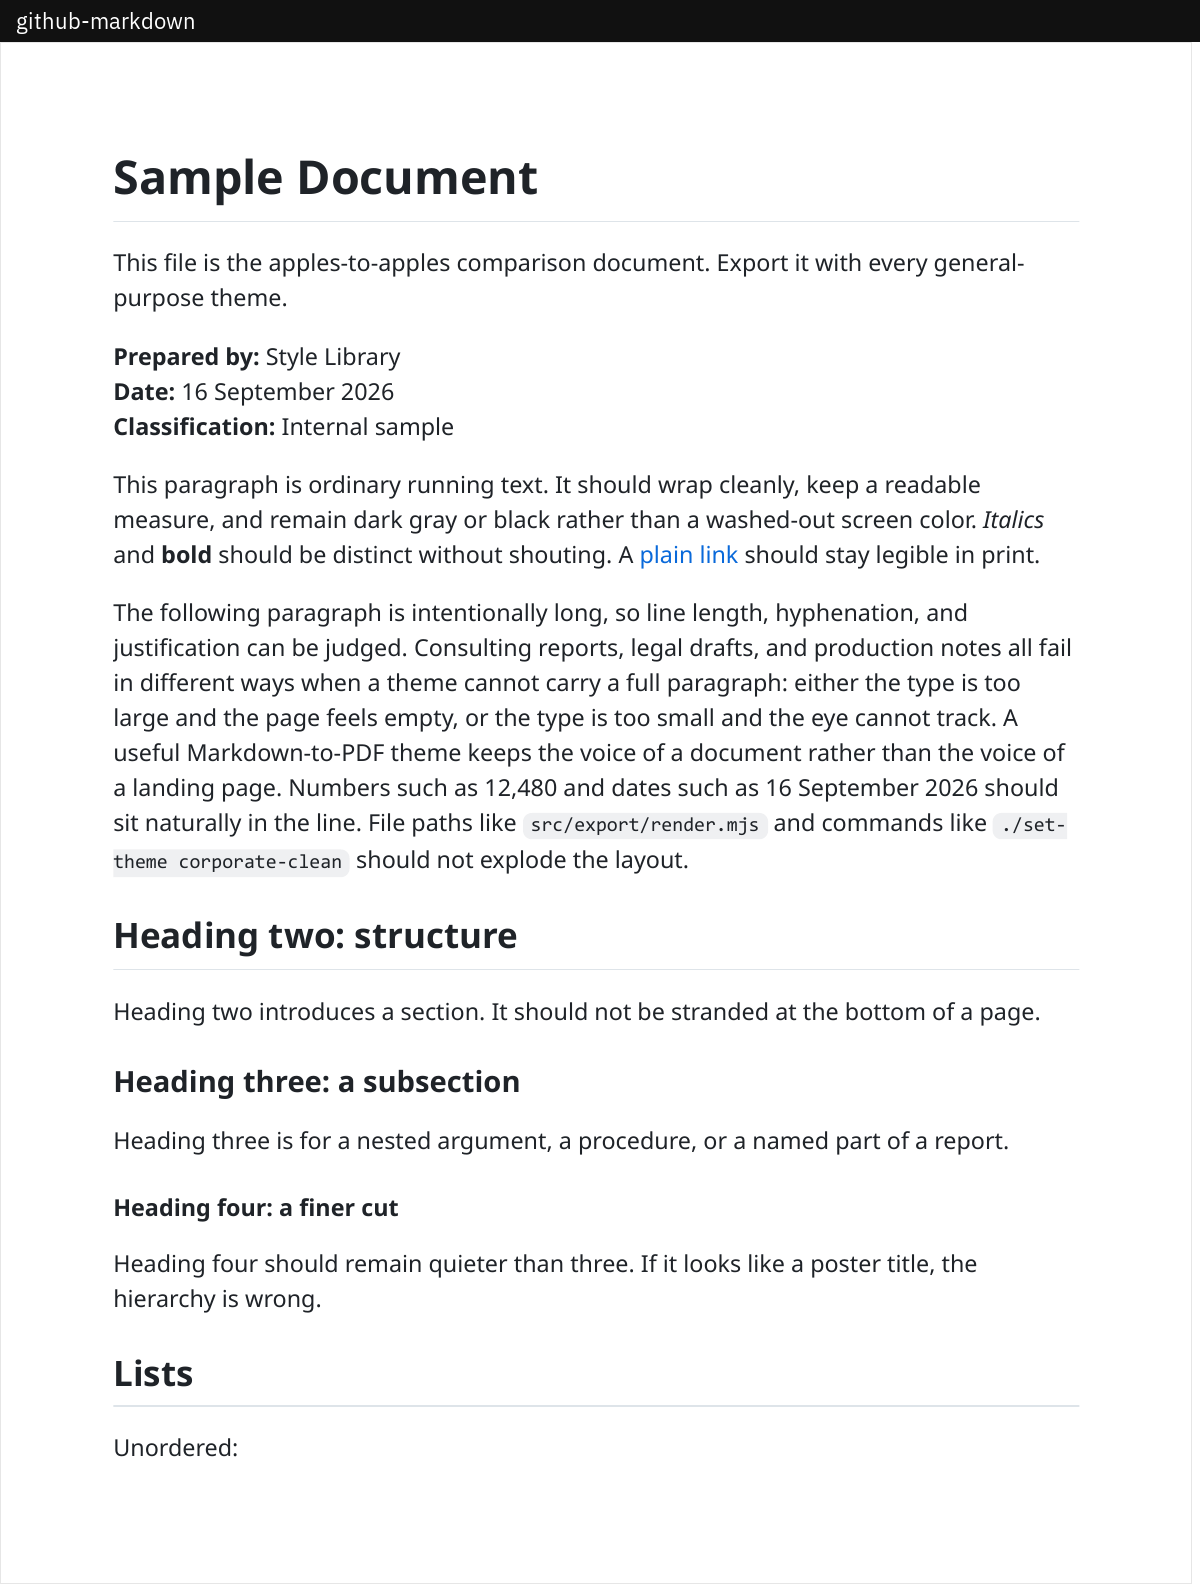 github-markdown
Sample Document
This file is the apples-to-apples comparison document. Export it with every general-
purpose theme.
Prepared by: Style Library
Date: 16 September 2026
Classification: Internal sample
This paragraph is ordinary running text. It should wrap cleanly, keep a readable
measure, and remain dark gray or black rather than a washed-out screen color. Italics
and bold should be distinct without shouting. A plain link should stay legible in print.
The following paragraph is intentionally long, so line length, hyphenation, and
justification can be judged. Consulting reports, legal drafts, and production notes all fail
in different ways when a theme cannot carry a full paragraph: either the type is too
large and the page feels empty, or the type is too small and the eye cannot track. A
useful Markdown-to-PDF theme keeps the voice of a document rather than the voice of
a landing page. Numbers such as 12,480 and dates such as 16 September 2026 should
sit naturally in the line. File paths like src/export/render.mjs and commands like ./set-
theme corporate-clean should not explode the layout.
Heading two: structure
Heading two introduces a section. It should not be stranded at the bottom of a page.
Heading three: a subsection
Heading three is for a nested argument, a procedure, or a named part of a report.
Heading four: a finer cut
Heading four should remain quieter than three. If it looks like a poster title, the
hierarchy is wrong.
Lists
Unordered: